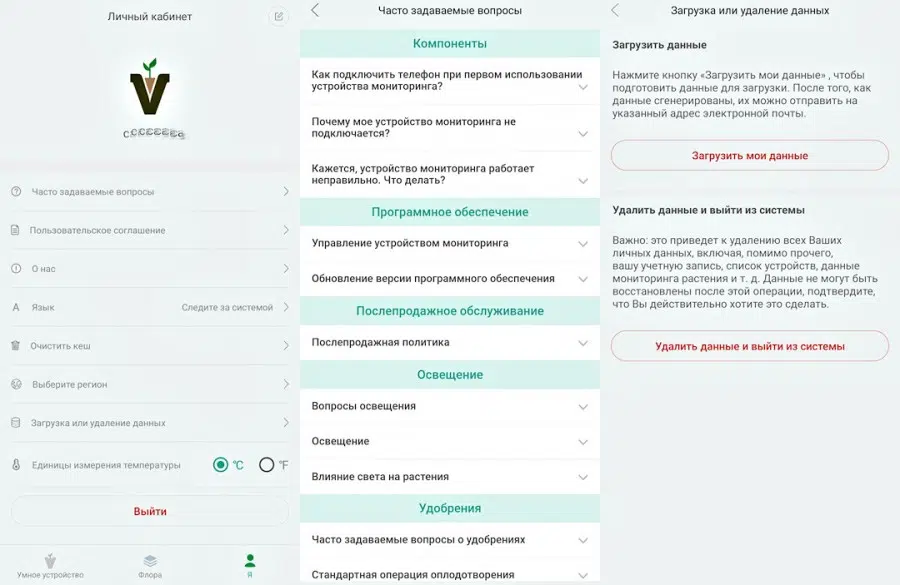 Личный кабинет
Часто задаваемые вопросы
Пользовательское соглашение
О нас
Язык
Следите за системой
Очистить кеш
Выберите регион
Загрузка или удаление данных
Единицы измерения температуры
°C
°F
Выйти
Умное устройство
Флора
Я
Часто задаваемые вопросы
Компоненты
Как подключить телефон при первом использовании
устройства мониторинга?
Почему мое устройство мониторинга не
подключается?
Кажется, устройство мониторинга работает
неправильно. Что делать?
Программное обеспечение
Управление устройством мониторинга
Обновление версии программного обеспечения
Послепродажное обслуживание
Послепродажная политика
Освещение
Вопросы освещения
Освещение
Влияние света на растения
Удобрения
Часто задаваемые вопросы о удобрениях
Стандартная операция оплодотворения
Загрузка или удаление данных
Загрузить данные
Нажмите кнопку «Загрузить мои данные» , чтобы
подготовить данные для загрузки. После того, как
данные сгенерированы, их можно отправить на
указанный адрес электронной почты.
Загрузить мои данные
Удалить данные и выйти из системы
Важно: это приведет к удалению всех Ваших
личных данных, включая, помимо прочего,
вашу учетную запись, список устройств, данные
мониторинга растения и т. д. Данные не могут быть
восстановлены после этой операции, подтвердите,
что Вы действительно хотите это сделать.
Удалить данные и выйти из системы